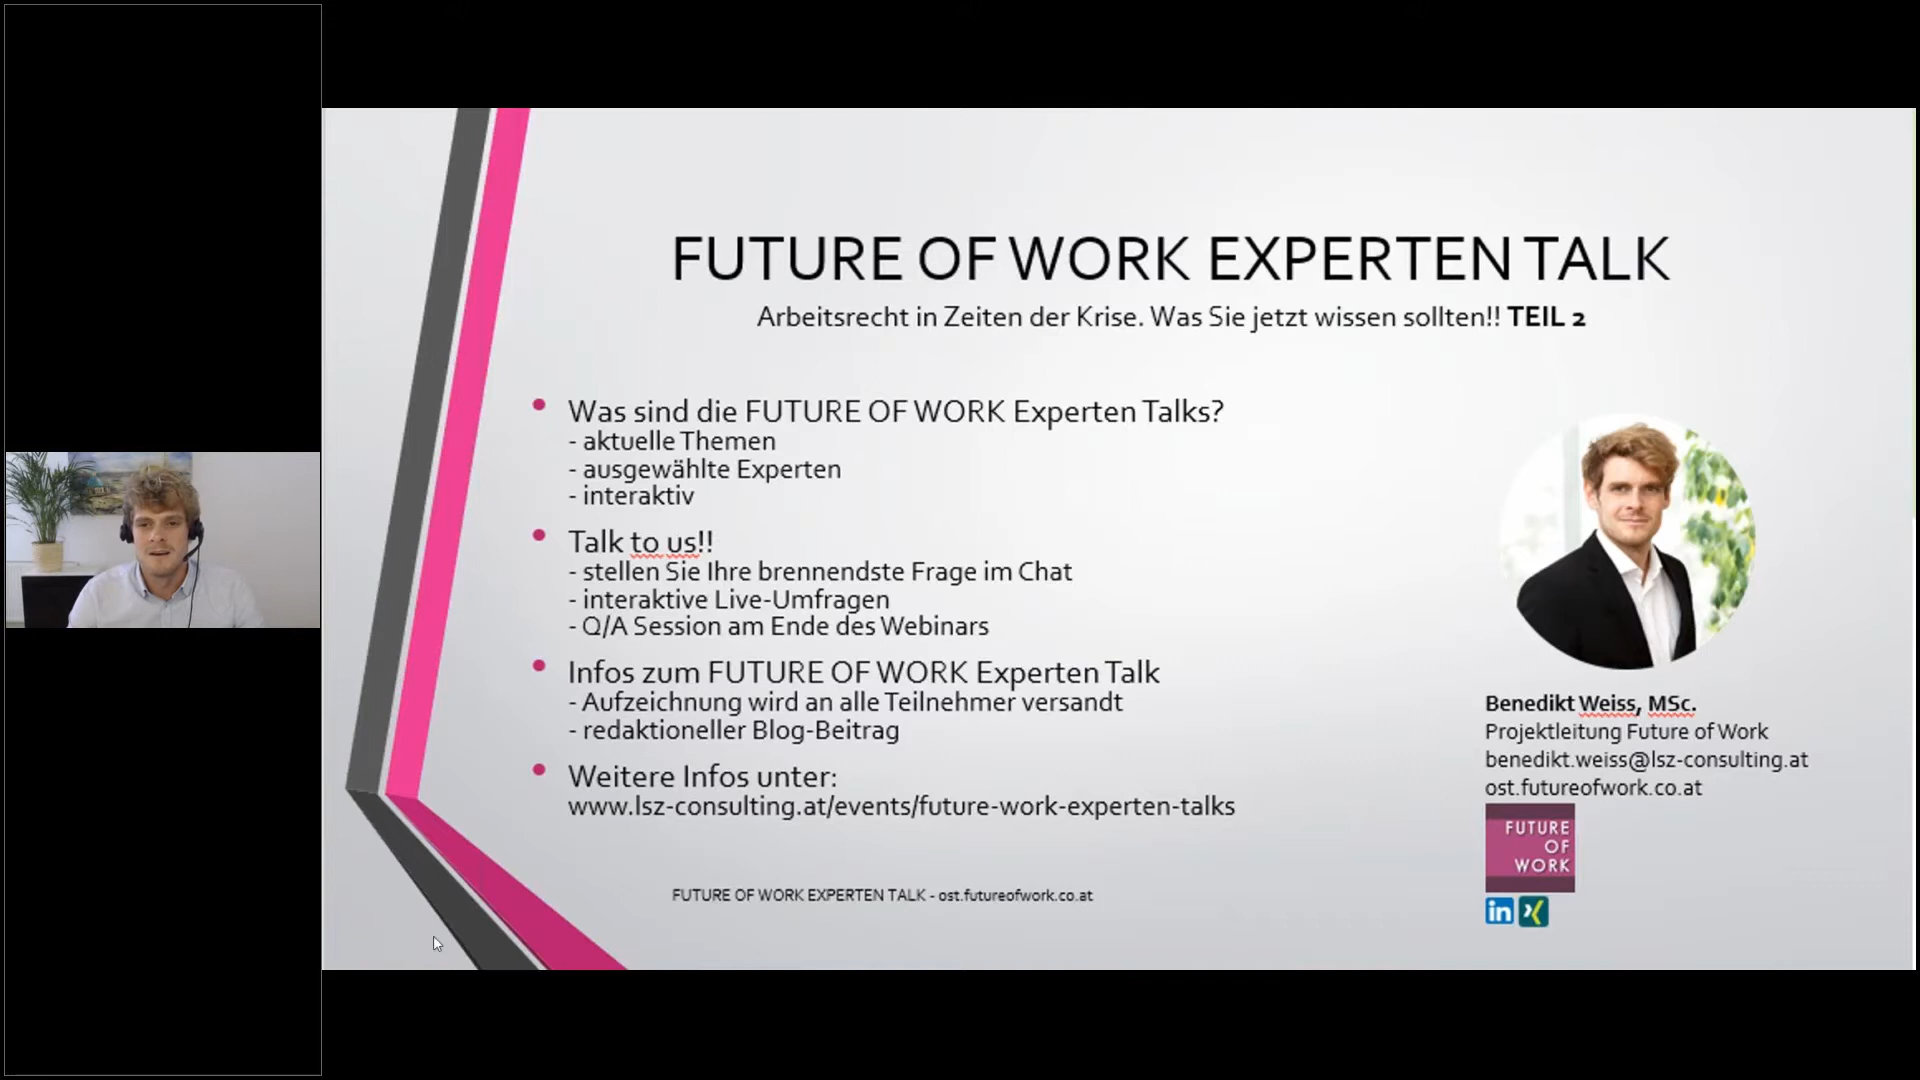 FUTURE OF WORK EXPERTEN TALK
Arbeitsrecht in Zeiten der Krise. Was Sie jetzt wissen sollten!! TEIL 2
• Was sind die FUTURE OF WORK Experten Talks?
- aktuelle Themen
- ausgewählte Experten
- interaktiv
• Talk to us!!
- stellen Sie Ihre brennendste Frage im Chat
- interaktive Live-Umfragen
- Q/A Session am Ende des Webinars
• Infos zum FUTURE OF WORK Experten Talk
- Aufzeichnung wird an alle Teilnehmer versandt
- redaktioneller Blog-Beitrag
• Weitere Infos unter:
www.lsz-consulting.at/events/future-work-experten-talks
Benedikt Weiss, MSc.
Projektleitung Future of Work
benedikt.weiss@lsz-consulting.at
ost.futureofwork.co.at
FUTURE
OF
WORK
in
FUTURE OF WORK EXPERTEN TALK - ost.futureofwork.co.at